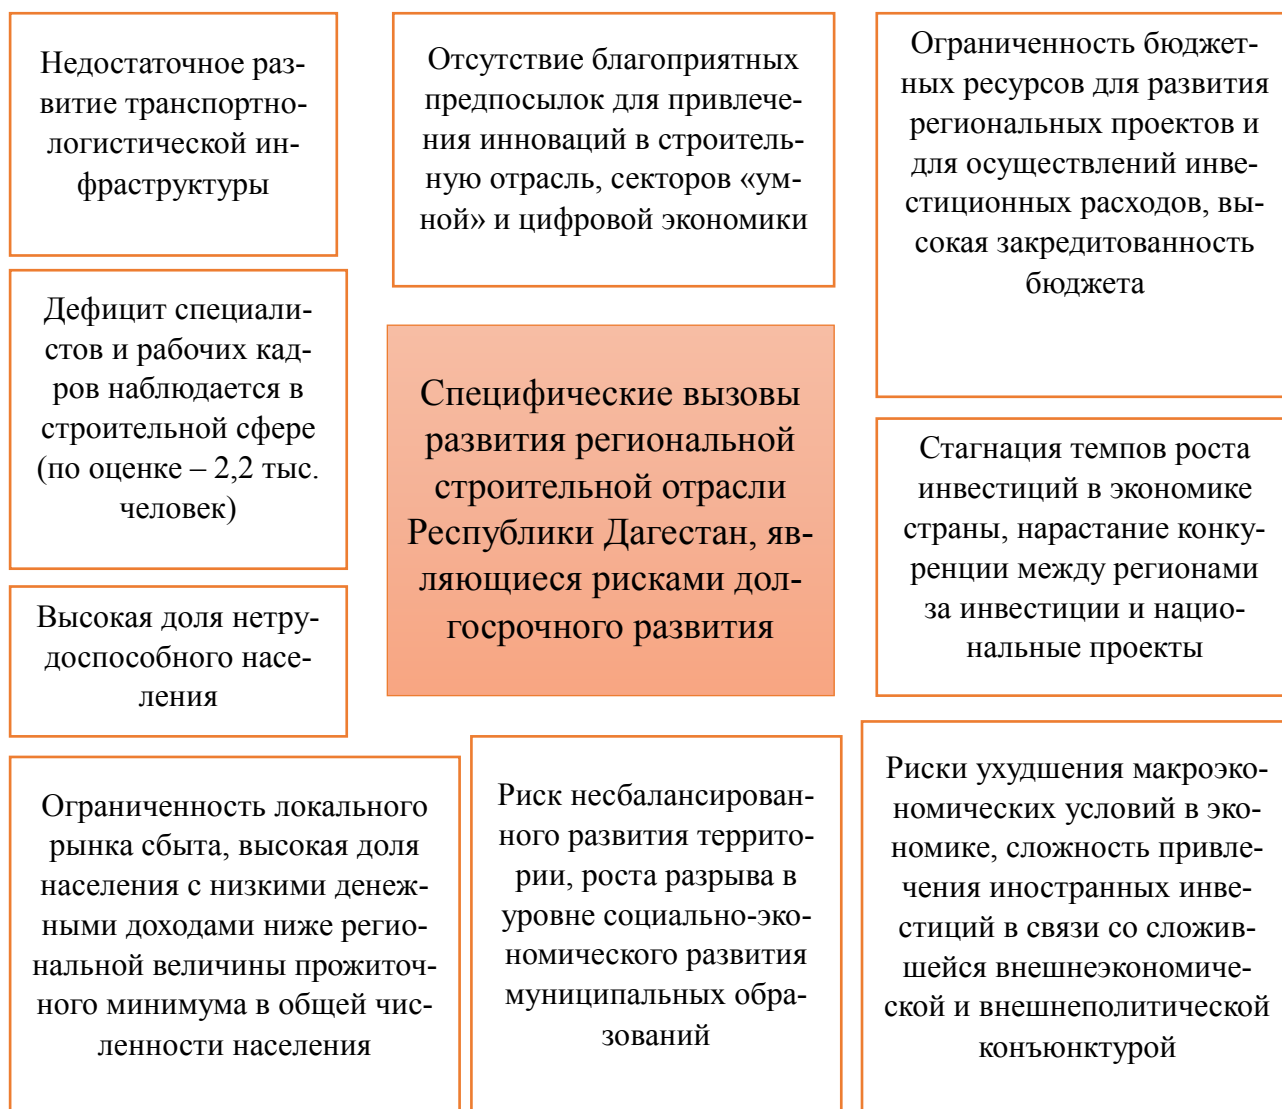 Недостаточное раз-
витие транспортно-
логистической ин-
фраструктуры
Отсутствие благоприятных
предпосылок для привлече-
ния инноваций в строитель-
ную отрасль, секторов «ум-
ной» и цифровой экономики
Ограниченность бюджет-
ных ресурсов для развития
региональных проектов и
для осуществлений инве-
стиционных расходов, вы-
сокая закредитованность
бюджета
Дефицит специали-
стов и рабочих кад-
ров наблюдается в
строительной сфере
(по оценке – 2,2 тыс.
человек)
Специфические вызовы
развития региональной
строительной отрасли
Республики Дагестан, яв-
ляющиеся рисками дол-
госрочного развития
Стагнация темпов роста
инвестиций в экономике
страны, нарастание конку-
ренции между регионами
за инвестиции и нацио-
нальные проекты
Высокая доля нетру-
доспособного насе-
ления
Ограниченность локального
рынка сбыта, высокая доля
населения с низкими денеж-
ными доходами ниже регио-
нальной величины прожиточ-
ного минимума в общей чис-
ленности населения
Риск несбалансирован-
ного развития террито-
рии, роста разрыва в
уровне социально-эко-
номического развития
муниципальных обра-
зований
Риски ухудшения макроэко-
номических условий в эко-
номике, сложность привле-
чения иностранных инве-
стиций в связи со сложив-
шейся внешнеэкономиче-
ской и внешнеполитической
конъюнктурой